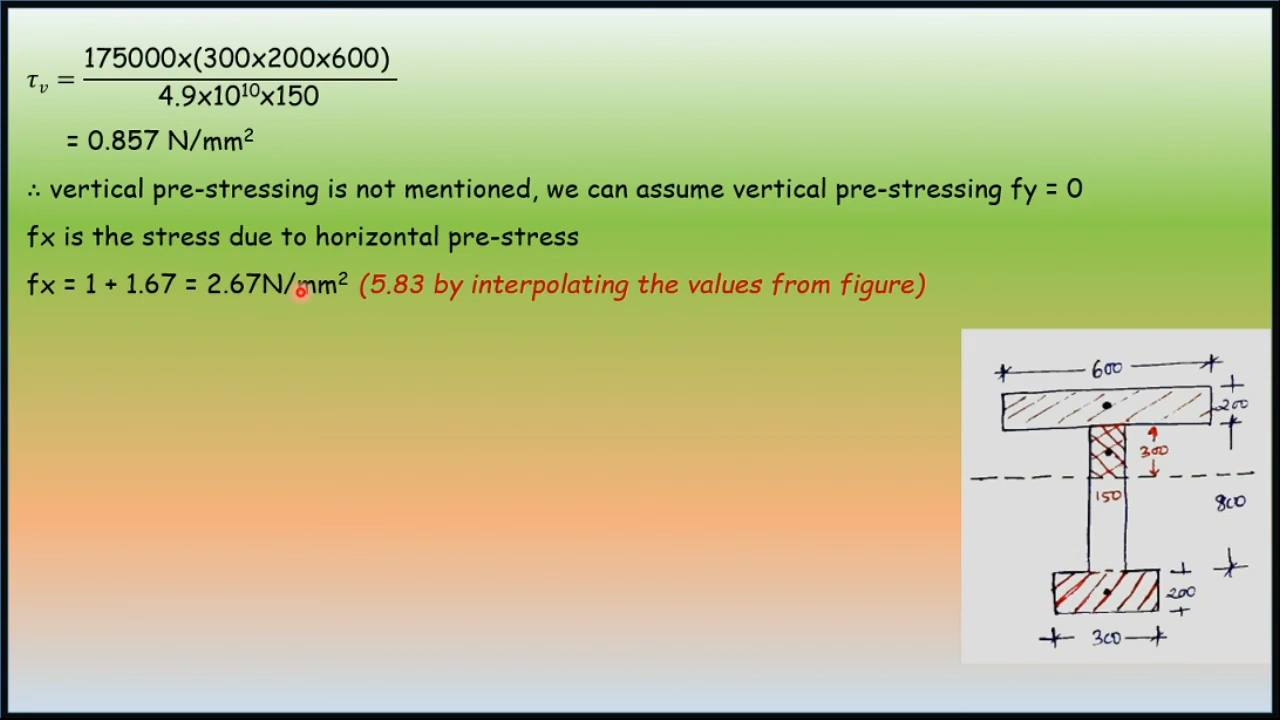 τᵥ = 175000x(300x200x600) / 4.9x10¹⁰x150
= 0.857 N/mm²
∴ vertical pre-stressing is not mentioned, we can assume vertical pre-stressing fy = 0
fx is the stress due to horizontal pre-stress
fx = 1 + 1.67 = 2.67N/mm² (5.83 by interpolating the values from figure)
600
200
300
150
800
200
300